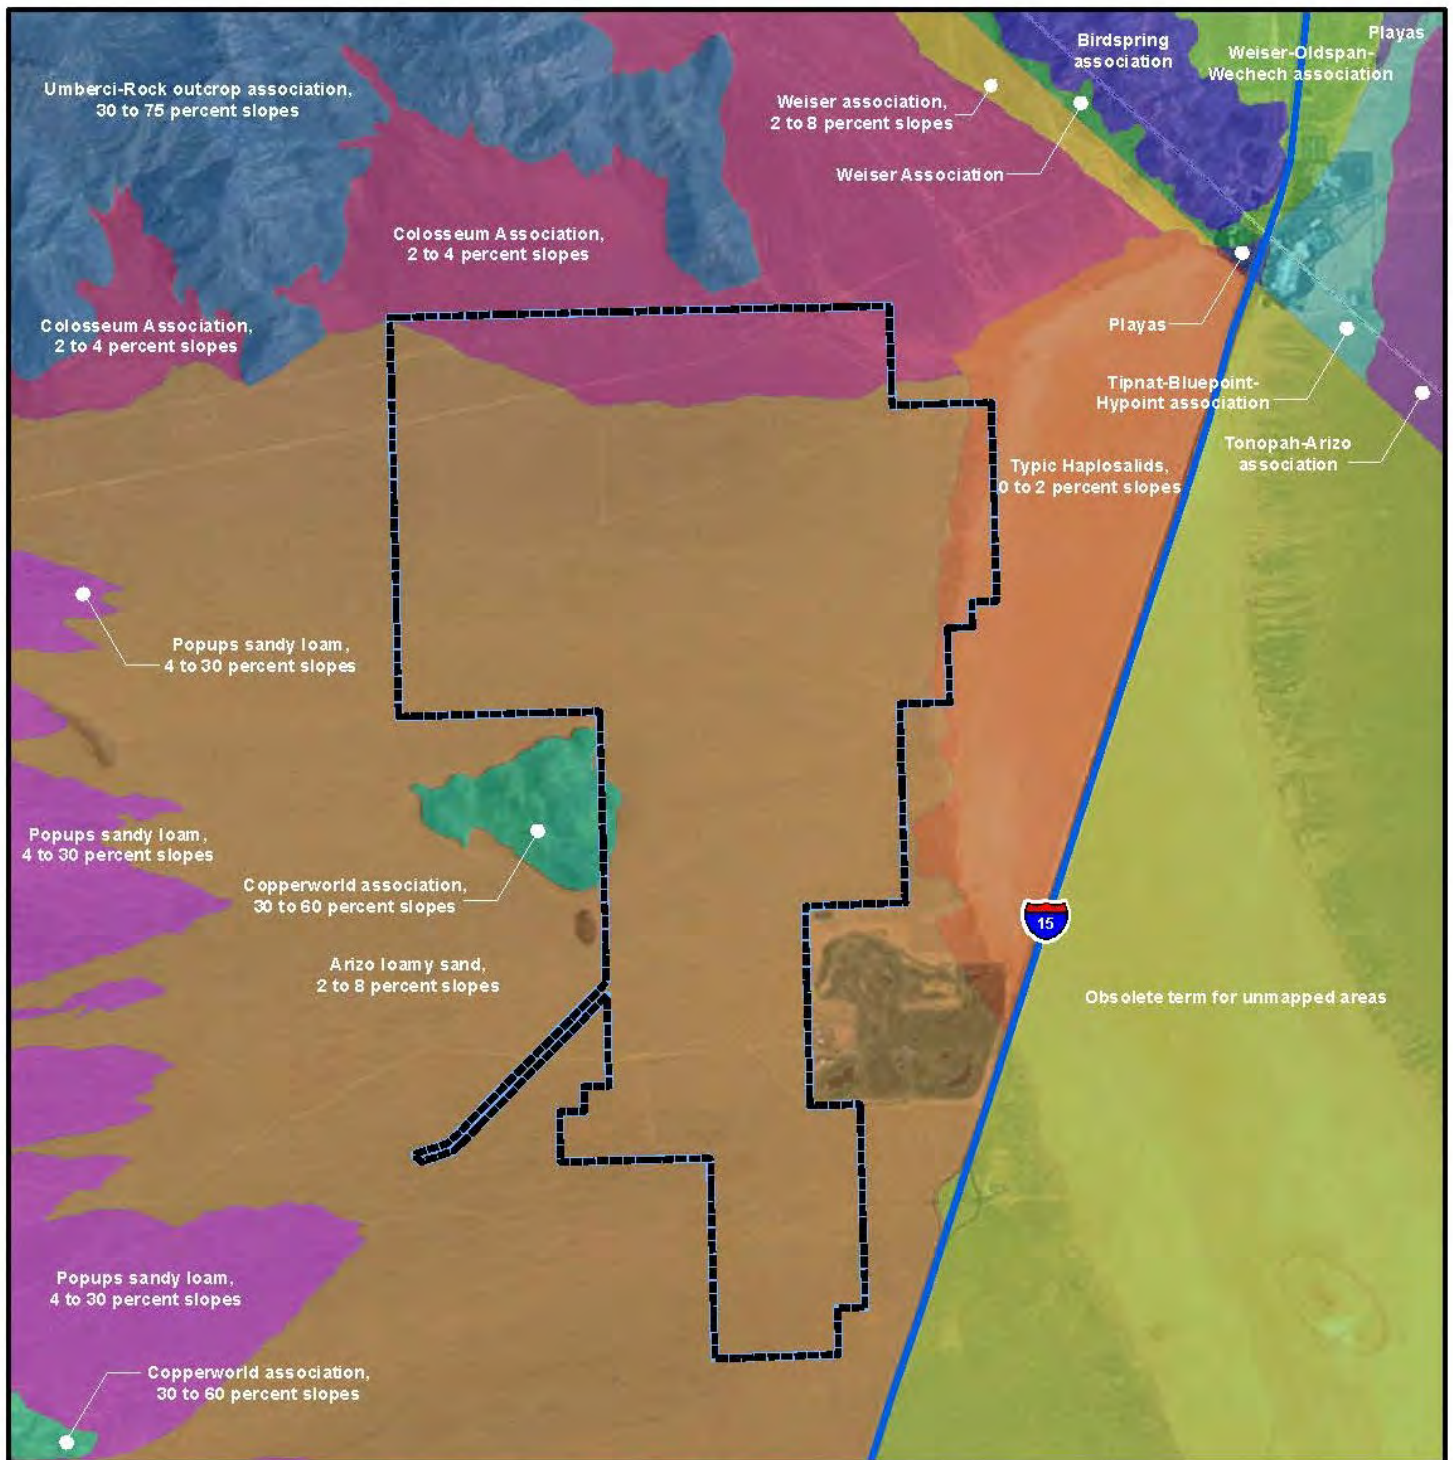 Playas
Birdspring
association
Weiser-Oldspan-
Wechech association
Umberci-Rock outcrop association,
30 to 75 percent slopes
Weiser association,
2 to 8 percent slopes
Weiser Association
Colosseum Association,
2 to 4 percent slopes
Colosseum Association,
2 to 4 percent slopes
Playas
Tipnat-Bluepoint-
Hypoint association
Tonopah-Arizo
association
Typic Haplosalids,
0 to 2 percent slopes
Popups sandy loam,
4 to 30 percent slopes
Popups sandy loam,
4 to 30 percent slopes
Copperworld association,
30 to 60 percent slopes
15
Arizo loamy sand,
2 to 8 percent slopes
Obsolete term for unmapped areas
Popups sandy loam,
4 to 30 percent slopes
Copperworld association,
30 to 60 percent slopes